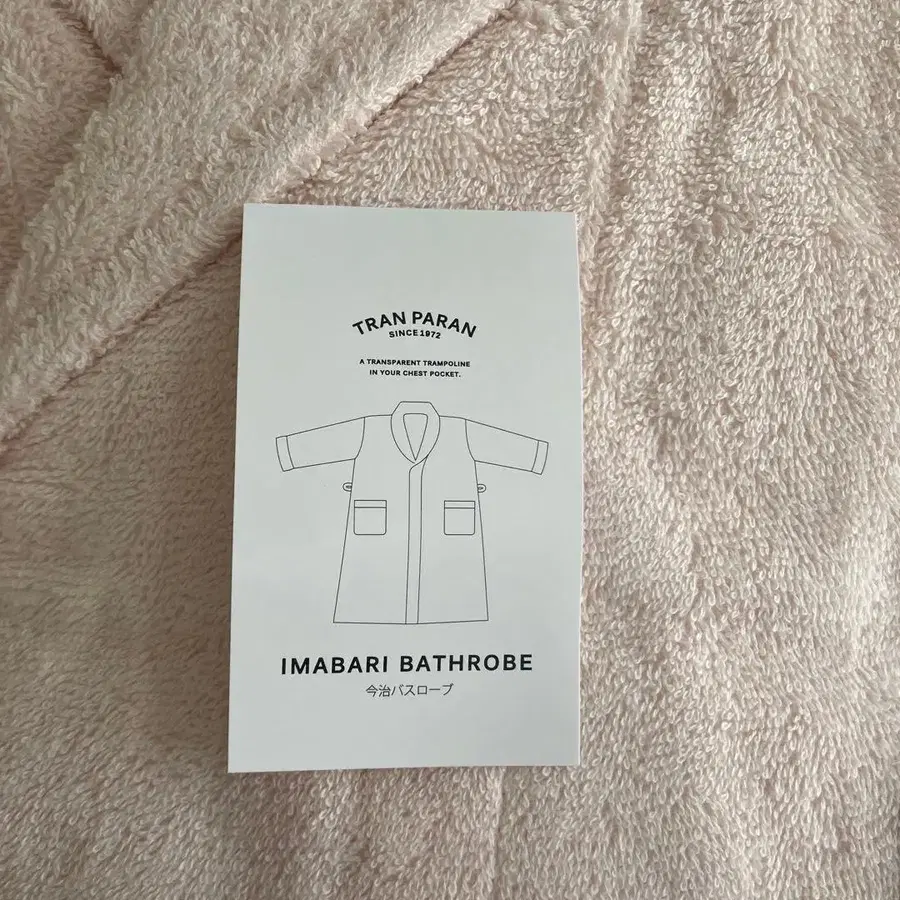 TRAN PARAN
SINCE 1972
A TRANSPARENT TRAMPOLINE
IN YOUR CHEST POCKET.
IMABARI BATHROBE
今治バスローブ